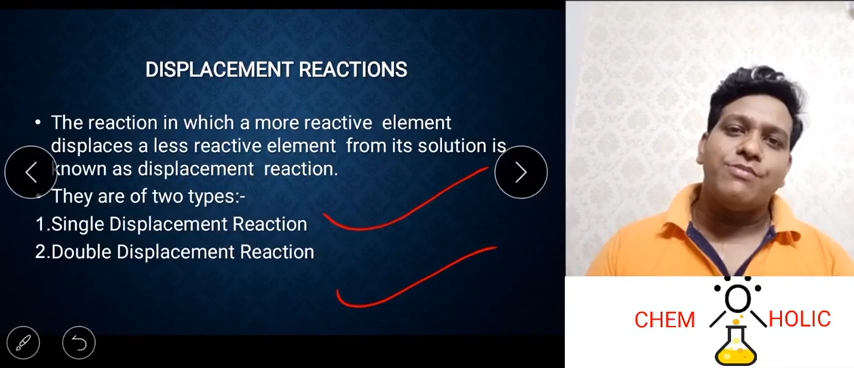 DISPLACEMENT REACTIONS
• The reaction in which a more reactive element
displaces a less reactive element from its solution is
known as displacement reaction.
• They are of two types:-
1.Single Displacement Reaction
2.Double Displacement Reaction
CHEM HOLIC